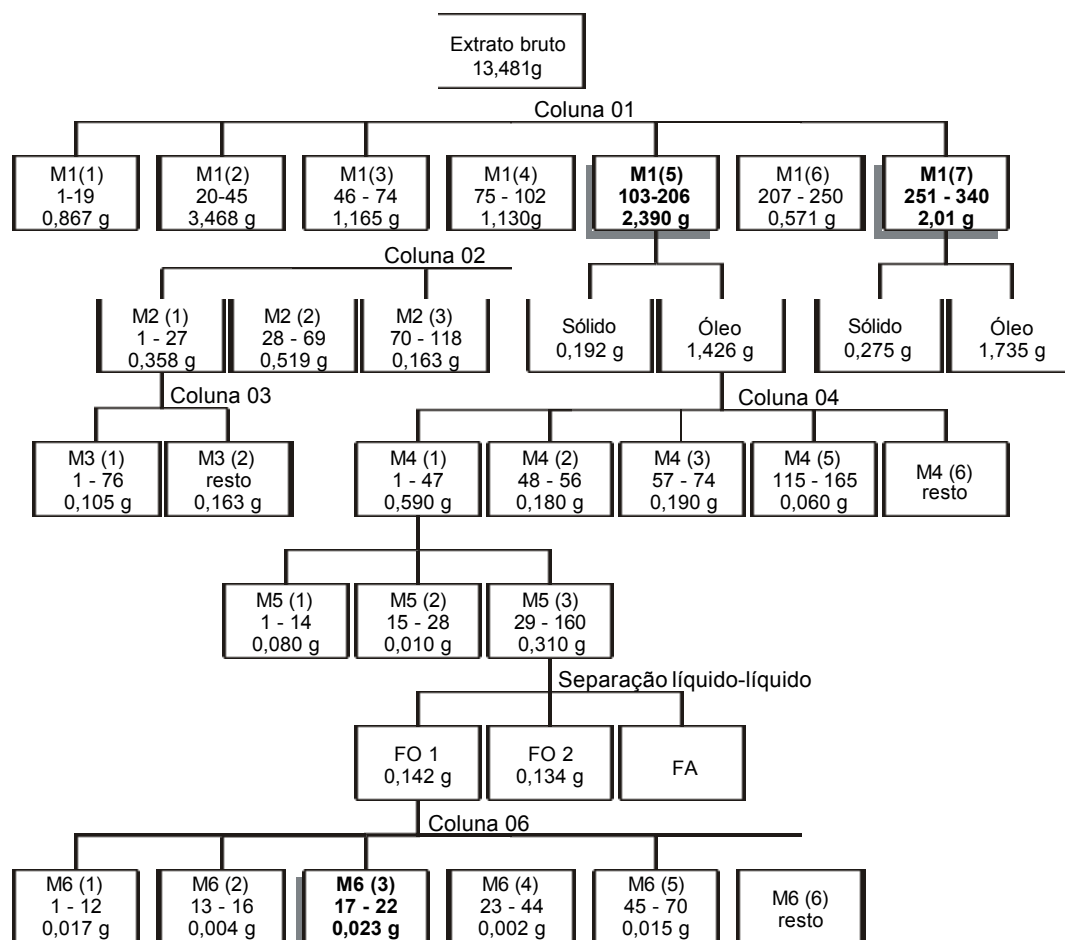 Extrato bruto
13,481g
Coluna 01
M1(1)
1-19
0,867 g
M1(2)
20-45
3,468 g
M1(3)
46 - 74
1,165 g
M1(4)
75 - 102
1,130g
M1(5)
103-206
2,390 g
M1(6)
207 - 250
0,571 g
M1(7)
251 - 340
2,01 g
Coluna 02
M2 (1)
1 - 27
0,358 g
M2 (2)
28 - 69
0,519 g
M2 (3)
70 - 118
0,163 g
Sólido
0,192 g
Óleo
1,426 g
Sólido
0,275 g
Óleo
1,735 g
Coluna 03
Coluna 04
M3 (1)
1 - 76
0,105 g
M3 (2)
resto
0,163 g
M4 (1)
1 - 47
0,590 g
M4 (2)
48 - 56
0,180 g
M4 (3)
57 - 74
0,190 g
M4 (5)
115 - 165
0,060 g
M4 (6)
resto
M5 (1)
1 - 14
0,080 g
M5 (2)
15 - 28
0,010 g
M5 (3)
29 - 160
0,310 g
Separação líquido-líquido
FO 1
0,142 g
FO 2
0,134 g
FA
Coluna 06
M6 (1)
1 - 12
0,017 g
M6 (2)
13 - 16
0,004 g
M6 (3)
17 - 22
0,023 g
M6 (4)
23 - 44
0,002 g
M6 (5)
45 - 70
0,015 g
M6 (6)
resto